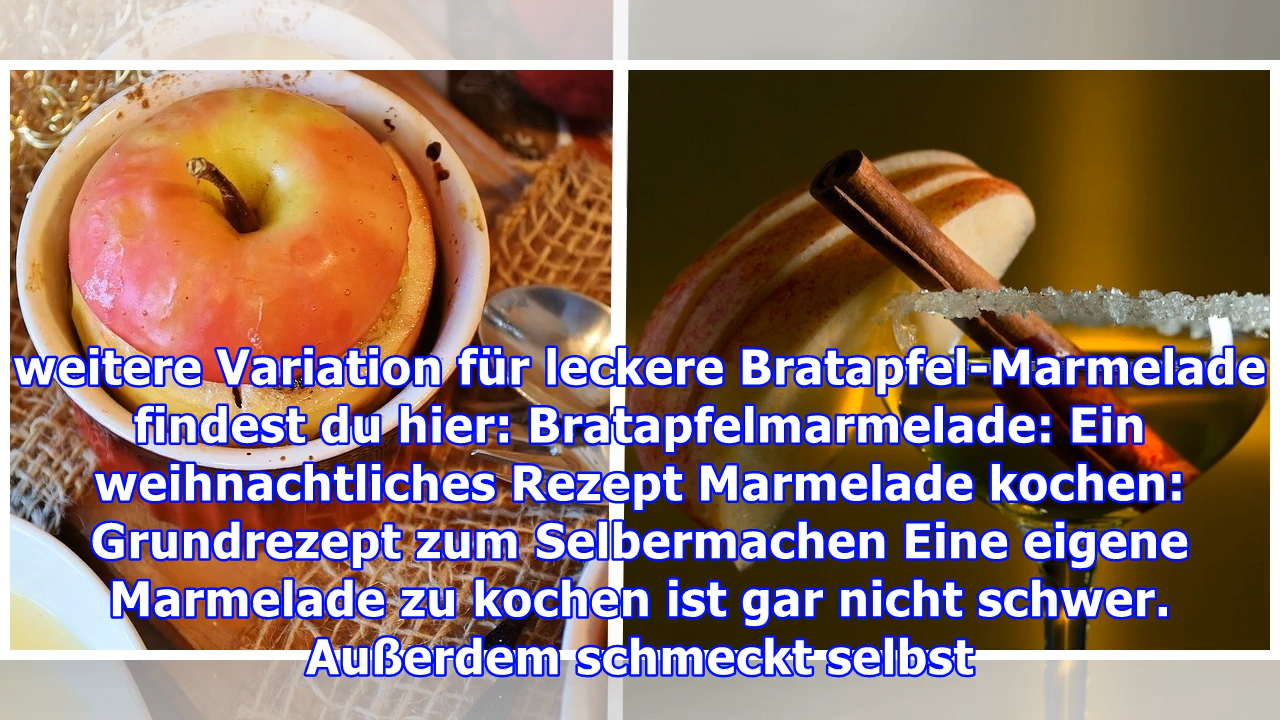 weitere Variation für leckere Bratapfel-Marmelade
findest du hier: Bratapfelmarmelade: Ein
weihnachtliches Rezept Marmelade kochen:
Grundrezept zum Selbermachen Eine eigene
Marmelade zu kochen ist gar nicht schwer.
Außerdem schmeckt selbst